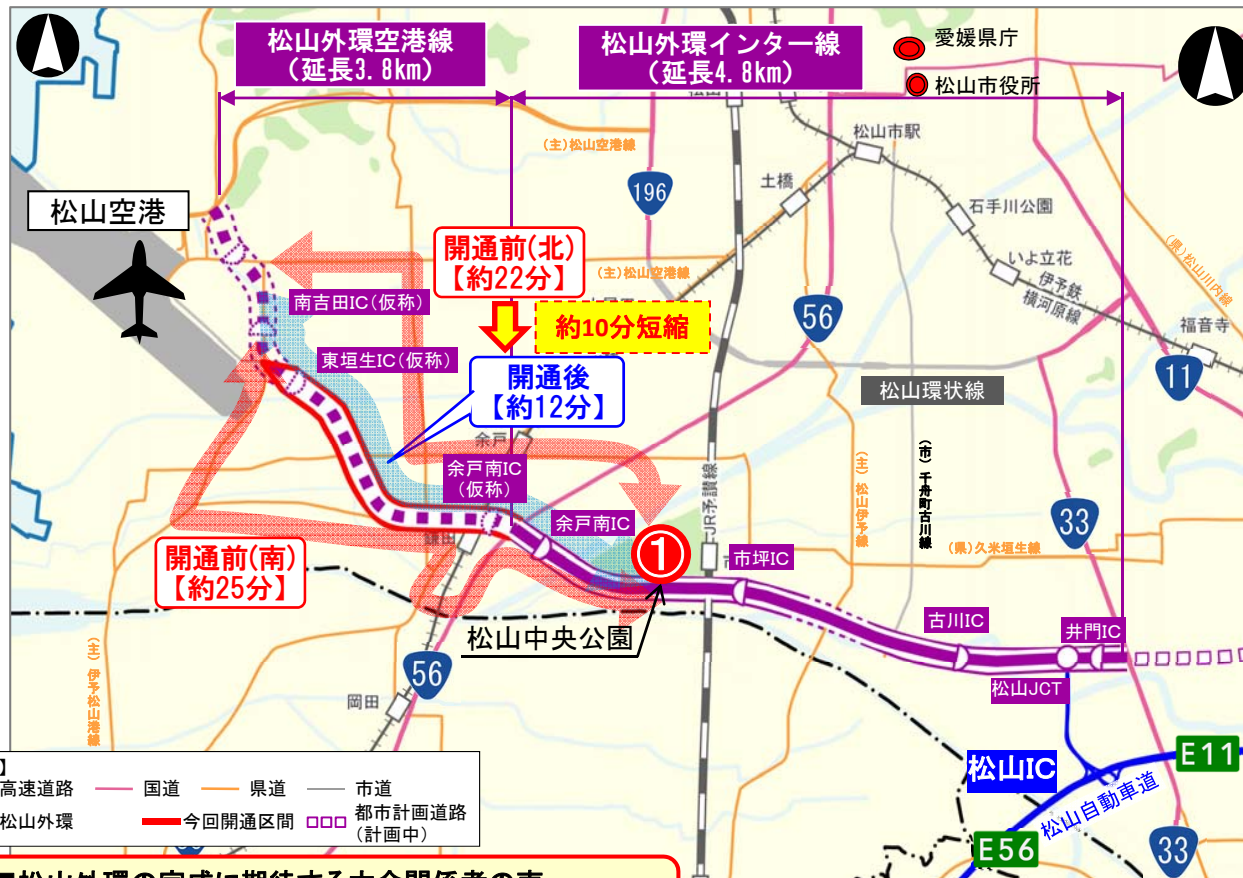 松山外環空港線
（延長3.8km）
松山外環インター線
（延長4.8km）
愛媛県庁
松山市役所
松山市駅
(主)松山空港線
土橋
196
石手川公園
松山空港
開通前(北)
【約22分】
いよ立花
(主)松山空港線
伊予鉄
横河原線
(県)松山川内線
南吉田IC(仮称)
約10分短縮
56
福音寺
東垣生IC(仮称)
開通後
【約12分】
松山環状線
11
余戸
余戸南IC
(仮称)
JR予讃線
(主)松山伊予線
(市)千舟町古川線
33
鎌田
余戸南IC
①
市坪IC
(県)久米垣生線
開通前(南)
【約25分】
松山中央公園
古川IC
井門IC
(主)伊予松山港線
56
松山JCT
岡田
松山IC
E11
松山自動車道
E56
33
】
高速道路 国道 県道 市道
松山外環 今回開通区間 都市計画道路
(計画中)